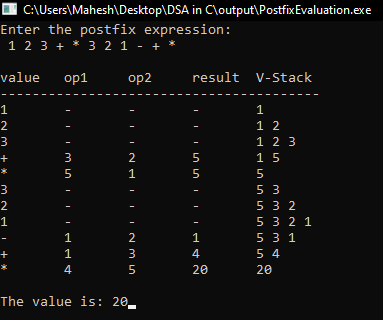 C:\Users\Mahesh\Desktop\DSA in C\output\PostfixEvaluation.exe
Enter the postfix expression:
 1 2 3 + * 3 2 1 - + *

value   op1     op2     result  V-Stack
----------------------------------------
1       -       -       -       1
2       -       -       -       1 2
3       -       -       -       1 2 3
+       3       2       5       1 5
*       5       1       5       5
3       -       -       -       5 3
2       -       -       -       5 3 2
1       -       -       -       5 3 2 1
-       1       2       1       5 3 1
+       1       3       4       5 4
*       4       5       20      20

The value is: 20